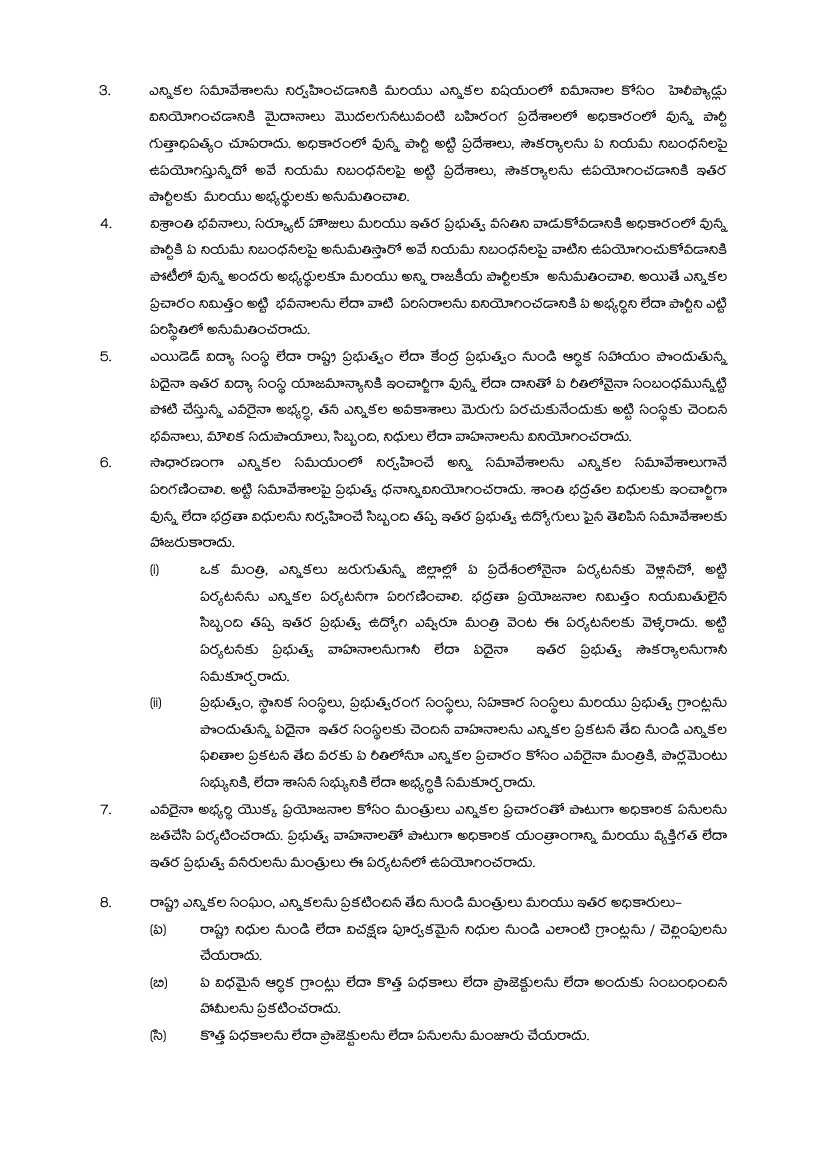 3. ఎన్నికల సమావేశాలను నిర్వహించడానికి మరియు ఎన్నికల విషయంలో విమానాల కోసం హెలీప్యాడ్లు
వినియోగించడానికి మైదానాలు మొదలగునటువంటి బహిరంగ ప్రదేశాలలో అధికారంలో వున్న పార్టీ
గుత్తాధిపత్యం చూపరాదు. అధికారంలో వున్న పార్టీ అట్టి ప్రదేశాలు, సౌకర్యాలను ఏ నియమ నిబంధనలపై
ఉపయోగిస్తున్నదో అవే నియమ నిబంధనలపై అట్టి ప్రదేశాలు, సౌకర్యాలను ఉపయోగించడానికి ఇతర
పార్టీలకు మరియు అభ్యర్థులకు అనుమతించాలి.
4. విశ్రాంతి భవనాలు, సర్క్యూట్ హౌజులు మరియు ఇతర ప్రభుత్వ వసతిని వాడుకోవడానికి అధికారంలో వున్న
పార్టీకి ఏ నియమ నిబంధనలపై అనుమతిస్తారో అవే నియమ నిబంధనలపై వాటిని ఉపయోగించుకోవడానికి
పోటీలో వున్న అందరు అభ్యర్థులకూ మరియు అన్ని రాజకీయ పార్టీలకూ అనుమతించాలి. అయితే ఎన్నికల
ప్రచారం నిమిత్తం అట్టి భవనాలను లేదా వాటి పరిసరాలను వినియోగించడానికి ఏ అభ్యర్థిని లేదా పార్టీని ఎట్టి
పరిస్థితిలో అనుమతించరాదు.
5. ఎయిడెడ్ విద్యా సంస్థ లేదా రాష్ట్ర ప్రభుత్వం లేదా కేంద్ర ప్రభుత్వం నుండి ఆర్థిక సహాయం పొందుతున్న
ఏదైనా ఇతర విద్యా సంస్థ యాజమాన్యానికి ఇంచార్జీగా వున్న లేదా దానితో ఏ రీతిలోనైనా సంబంధమున్నట్టి
పోటి చేస్తున్న ఎవరైనా అభ్యర్థి, తన ఎన్నికల అవకాశాలు మెరుగు పరచుకునేందుకు అట్టి సంస్థకు చెందిన
భవనాలు, మౌలిక సదుపాయాలు, సిబ్బంది, నిధులు లేదా వాహనాలను వినియోగించరాదు.
6. సాధారణంగా ఎన్నికల సమయంలో నిర్వహించే అన్ని సమావేశాలను ఎన్నికల సమావేశాలుగానే
పరిగణించాలి. అట్టి సమావేశాలపై ప్రభుత్వ ధనాన్నివినియోగించరాదు. శాంతి భద్రతల విధులకు ఇంచార్జీగా
వున్న లేదా భద్రతా విధులను నిర్వహించే సిబ్బంది తప్ప ఇతర ప్రభుత్వ ఉద్యోగులు పైన తెలిపిన సమావేశాలకు
హాజరుకారాదు.
(i) ఒక మంత్రి, ఎన్నికలు జరుగుతున్న జిల్లాల్లో ఏ ప్రదేశంలోనైనా పర్యటనకు వెళ్లినచో, అట్టి
పర్యటనను ఎన్నికల పర్యటనగా పరిగణించాలి. భద్రతా ప్రయోజనాల నిమిత్తం నియమితులైన
సిబ్బంది తప్ప ఇతర ప్రభుత్వ ఉద్యోగి ఎవ్వరూ మంత్రి వెంట ఈ పర్యటనలకు వెళ్ళరాదు. అట్టి
పర్యటనకు ప్రభుత్వ వాహనాలనుగానీ లేదా ఏదైనా ఇతర ప్రభుత్వ సౌకర్యాలనుగానీ
సమకూర్చరాదు.
(ii) ప్రభుత్వం, స్థానిక సంస్థలు, ప్రభుత్వరంగ సంస్థలు, సహకార సంస్థలు మరియు ప్రభుత్వ గ్రాంట్లను
పొందుతున్న ఏదైనా ఇతర సంస్థలకు చెందిన వాహనాలను ఎన్నికల ప్రకటన తేది నుండి ఎన్నికల
ఫలితాల ప్రకటన తేది వరకు ఏ రీతిలోనూ ఎన్నికల ప్రచారం కోసం ఎవరైనా మంత్రికి, పార్లమెంటు
సభ్యునికి, లేదా శాసన సభ్యునికి లేదా అభ్యర్థికి సమకూర్చరాదు.
7. ఎవరైనా అభ్యర్థి యొక్క ప్రయోజనాల కోసం మంత్రులు ఎన్నికల ప్రచారంతో పాటుగా అధికారిక పనులను
జతచేసి పర్యటించరాదు. ప్రభుత్వ వాహనాలతో పాటుగా అధికారిక యంత్రాంగాన్ని మరియు వ్యక్తిగత లేదా
ఇతర ప్రభుత్వ వనరులను మంత్రులు ఈ పర్యటనలో ఉపయోగించరాదు.
8. రాష్ట్ర ఎన్నికల సంఘం, ఎన్నికలను ప్రకటించిన తేది నుండి మంత్రులు మరియు ఇతర అధికారులు–
(ఏ) రాష్ట్ర నిధుల నుండి లేదా విచక్షణ పూర్వకమైన నిధుల నుండి ఎలాంటి గ్రాంట్లను / చెల్లింపులను
చేయరాదు.
(బి) ఏ విధమైన ఆర్థిక గ్రాంట్లు లేదా కొత్త పథకాలు లేదా ప్రాజెక్టులను లేదా అందుకు సంబంధించిన
హామీలను ప్రకటించరాదు.
(సి) కొత్త పథకాలను లేదా ప్రాజెక్టులను లేదా పనులను మంజూరు చేయరాదు.